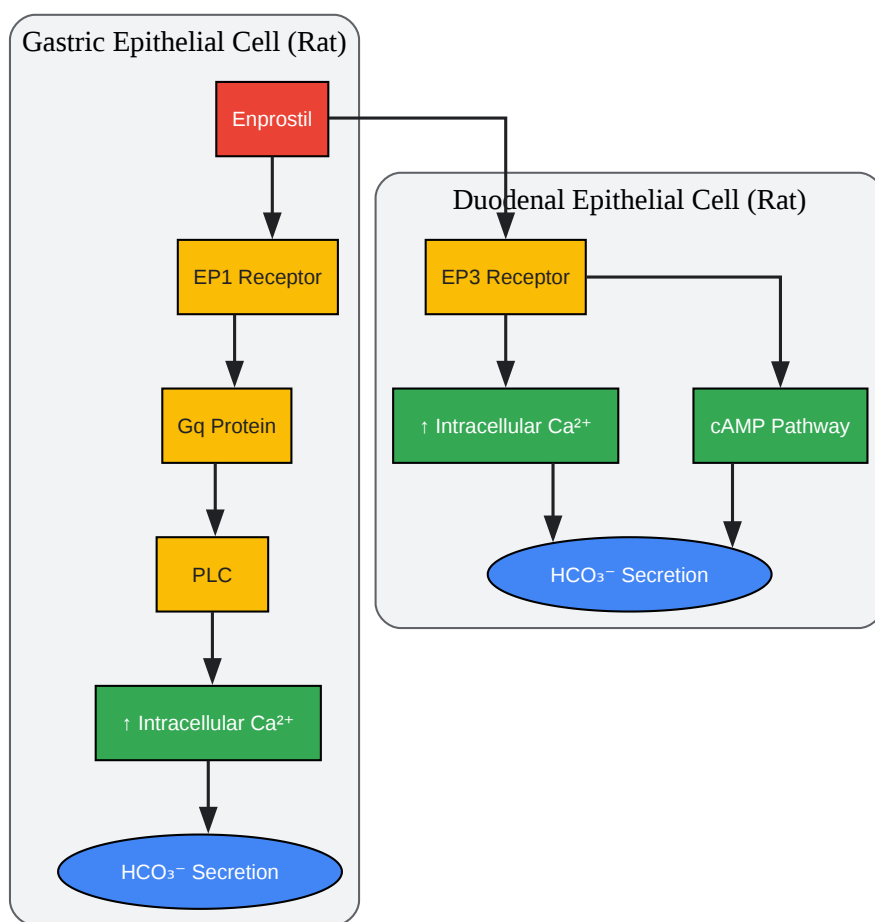 Gastric Epithelial Cell (Rat)
Enprostil
EP1 Receptor
Gq Protein
PLC
↑ Intracellular Ca²⁺
HCO₃⁻ Secretion
Duodenal Epithelial Cell (Rat)
EP3 Receptor
↑ Intracellular Ca²⁺
cAMP Pathway
HCO₃⁻ Secretion